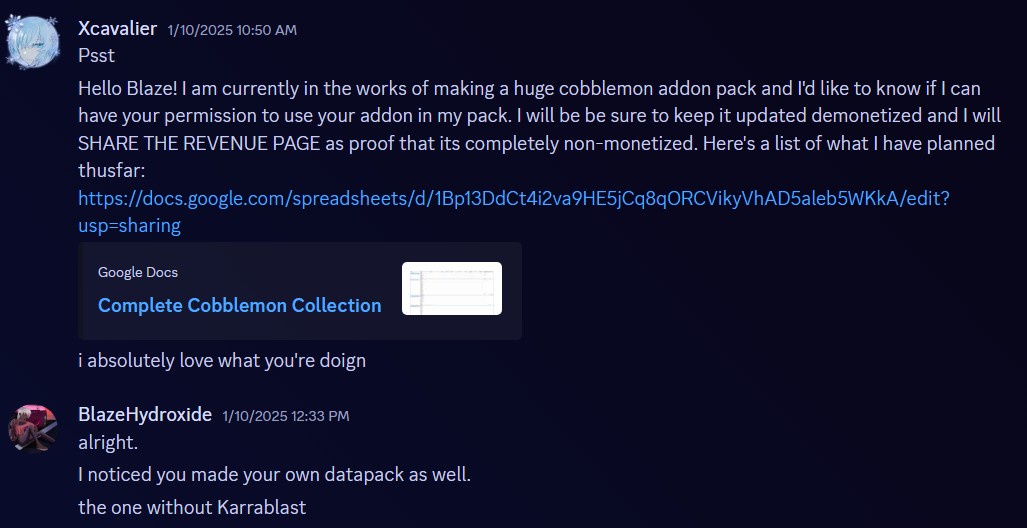 Xcavalier 1/10/2025 10:50 AM
Psst
Hello Blaze! I am currently in the works of making a huge cobblemon addon pack and I'd like to know if I can
have your permission to use your addon in my pack. I will be be sure to keep it updated demonetized and I will
SHARE THE REVENUE PAGE as proof that its completely non-monetized. Here's a list of what I have planned
thusfar:
https://docs.google.com/spreadsheets/d/1Bp13DdCt4i2va9HE5jCq8qORCVikyVhAD5aleb5WKkA/edit?
usp=sharing
Google Docs
Complete Cobblemon Collection
i absolutely love what you're doign
BlazeHydroxide 1/10/2025 12:33 PM
alright.
I noticed you made your own datapack as well.
the one without Karrablast